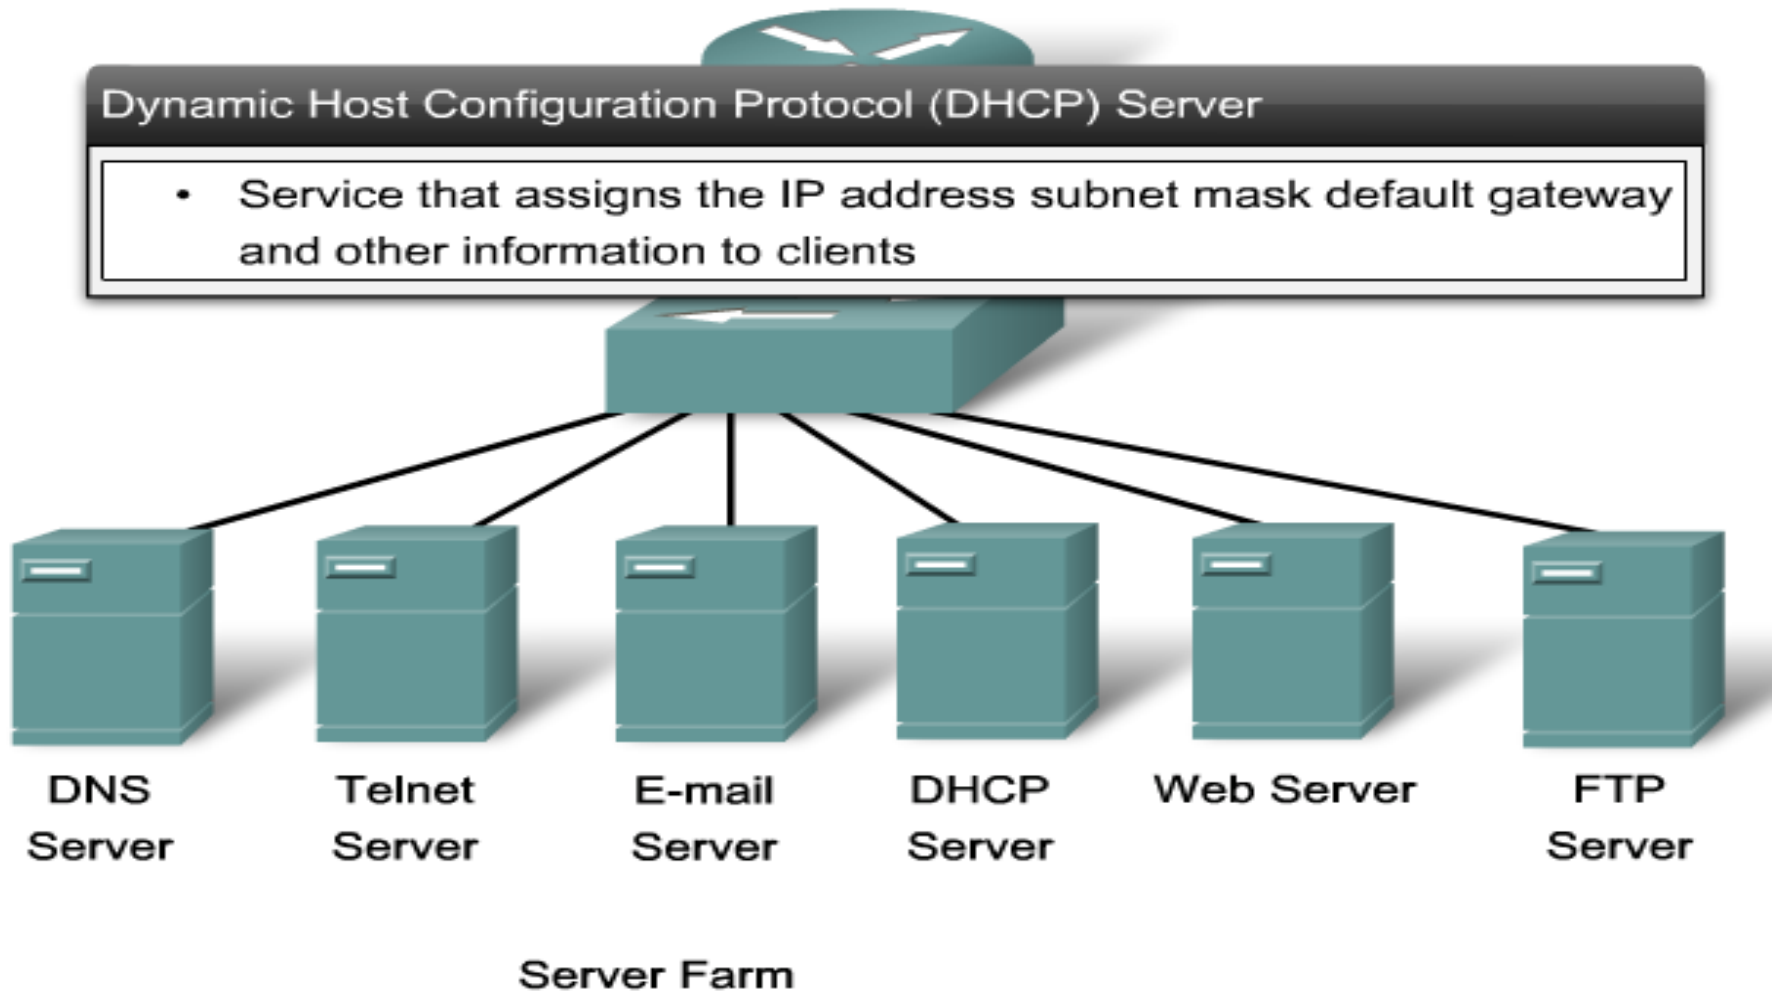 Dynamic Host Configuration Protocol (DHCP) Server
• Service that assigns the IP address subnet mask default gateway
and other information to clients
DNS
Server
Telnet
Server
E-mail
Server
DHCP
Server
Web Server
FTP
Server
Server Farm